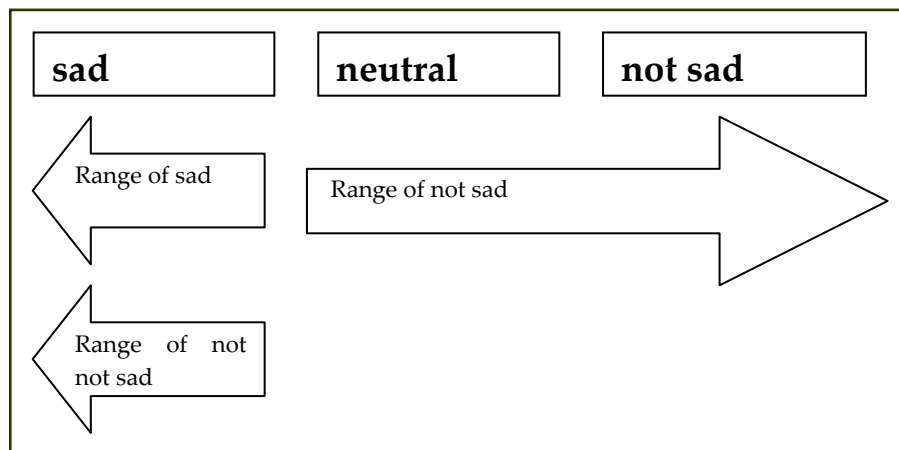 sad
neutral
not sad
Range of sad
Range of not sad
Range of not
not sad